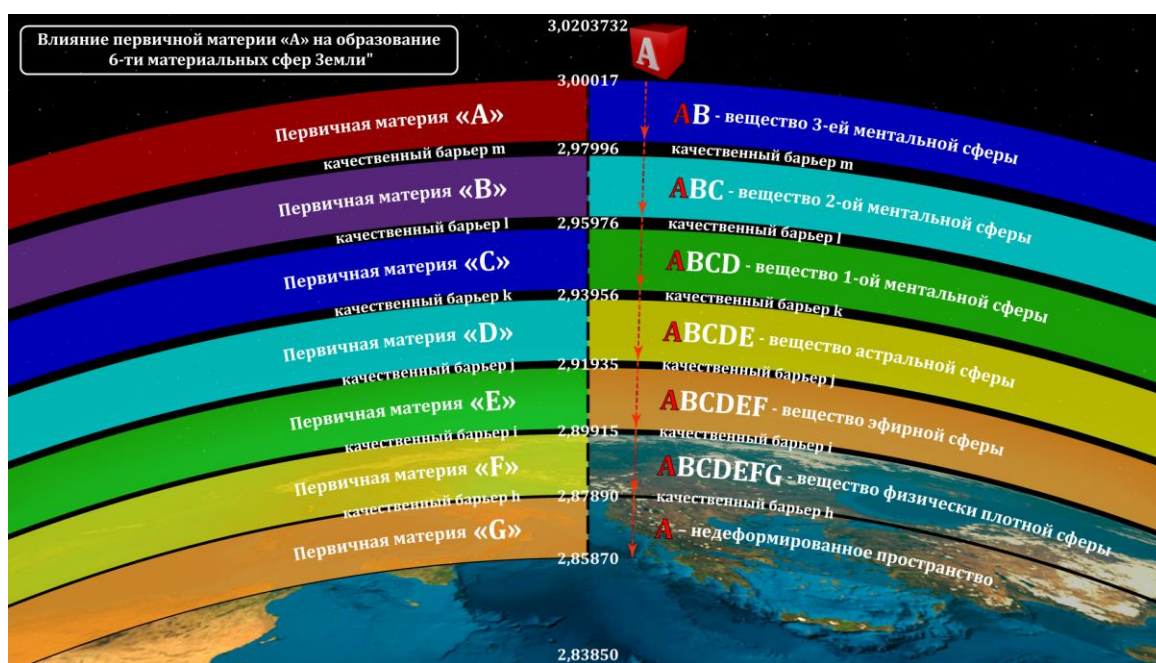 Влияние первичной материи «А» на образование
6-ти материальных сфер Земли"
3,0203732
A
3,00017
Первичная материя «A»
AB - вещество 3-ей ментальной сферы
качественный барьер m
2,97996
качественный барьер m
Первичная материя «B»
ABC - вещество 2-ой ментальной сферы
качественный барьер l
2,95976
качественный барьер l
Первичная материя «C»
ABCD - вещество 1-ой ментальной сферы
качественный барьер k
2,93956
качественный барьер k
Первичная материя «D»
ABCDE - вещество астральной сферы
качественный барьер j
2,91935
качественный барьер j
Первичная материя «E»
ABCDEF - вещество эфирной сферы
качественный барьер i
2,89915
качественный барьер i
Первичная материя «F»
ABCDEFG - вещество физически плотной сферы
качественный барьер h
2,87890
качественный барьер h
Первичная материя «G»
A – недеформированное пространство
2,85870
2,83850